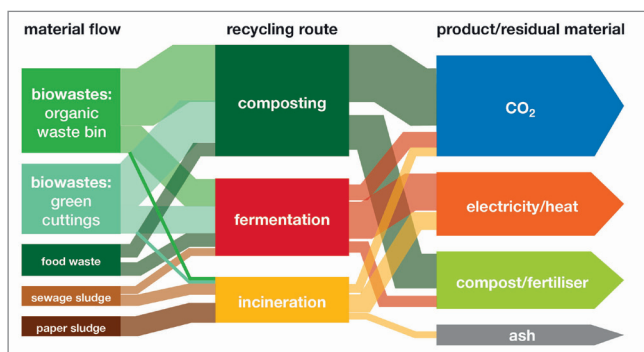 material flow
recycling route
product/residual material
biowastes:
organic
waste bin
biowastes:
green
cuttings
food waste
sewage sludge
paper sludge
composting
fermentation
incineration
CO₂
electricity/heat
compost/fertiliser
ash